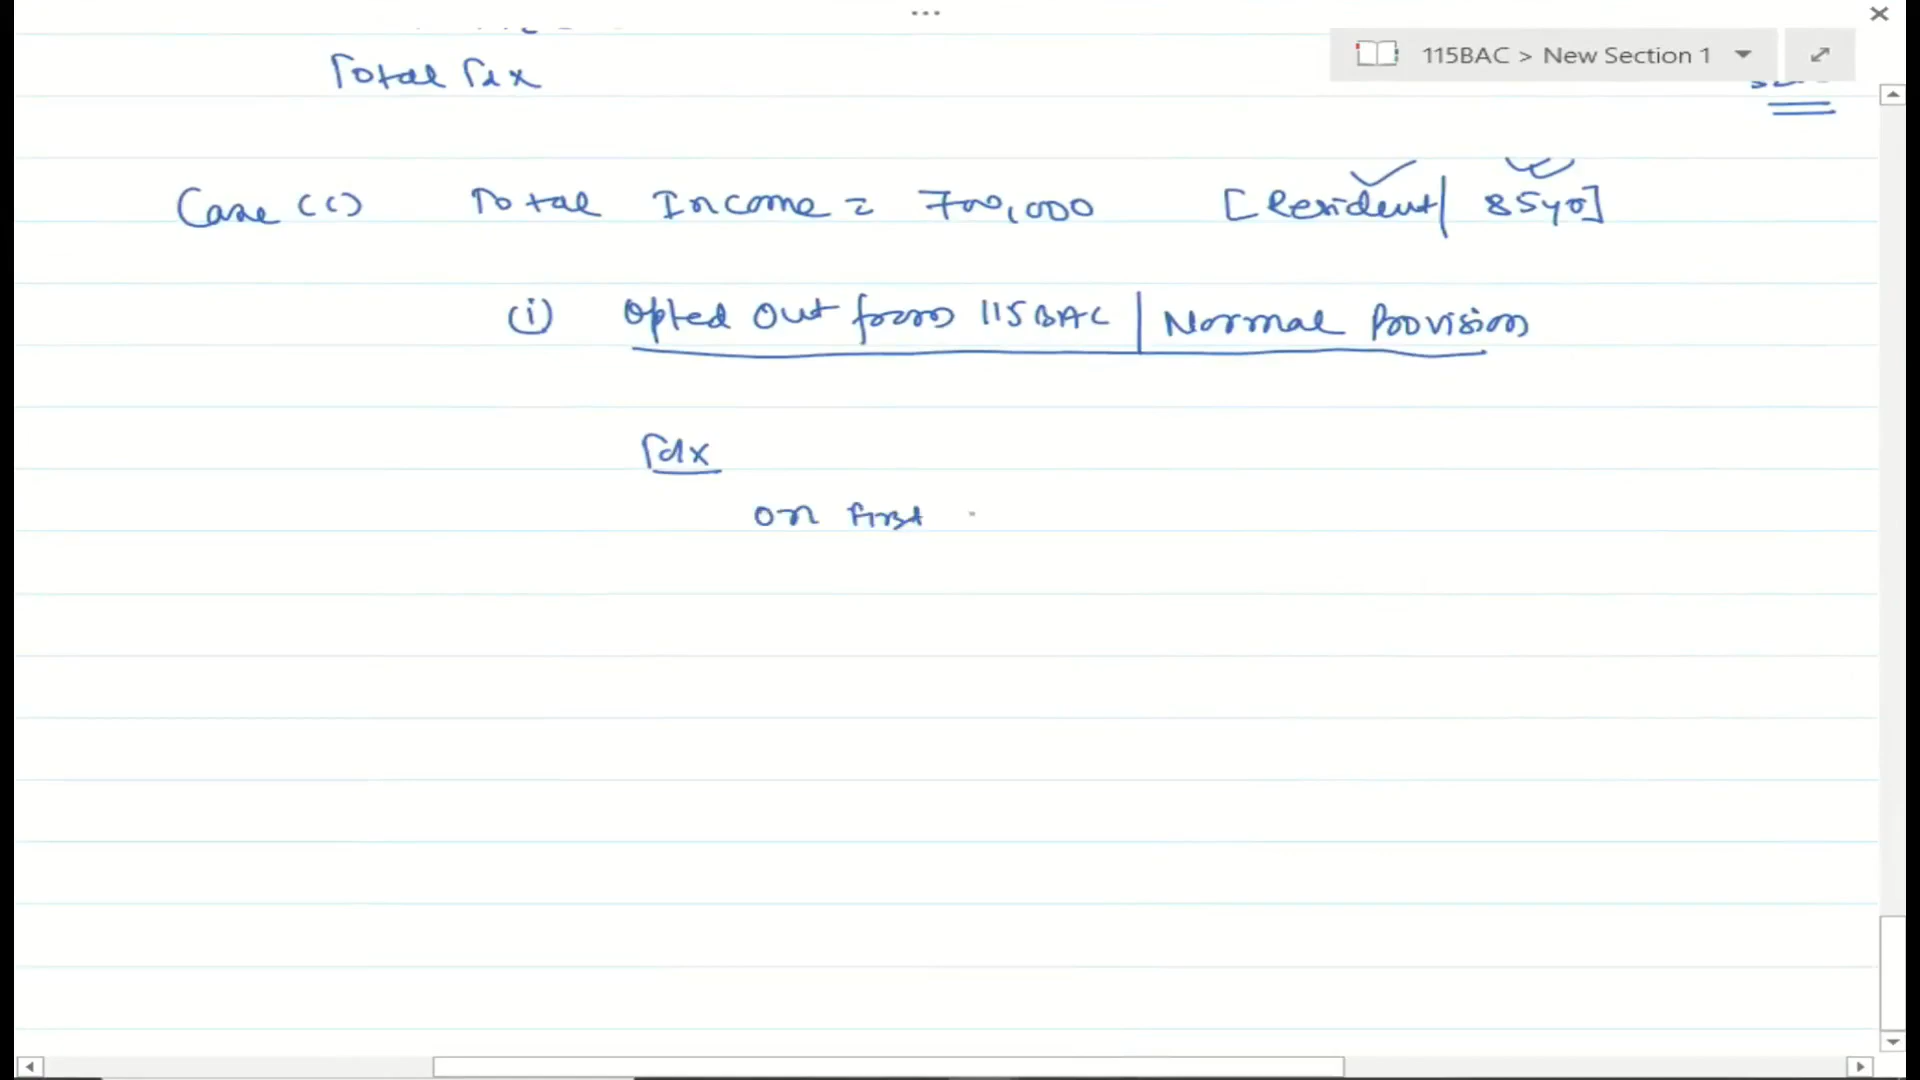 115BAC > New Section 1
Total Tax
Case (c) Total Income = 700,000 [Resident| 85yo]
(i) Opted Out from 115BAC | Normal Provision
Tax
on first